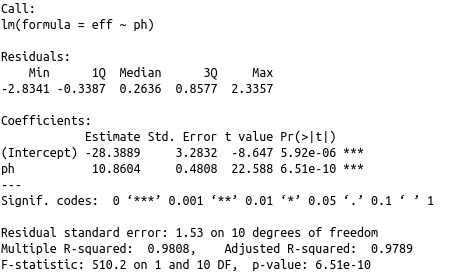 Call:
lm(formula = eff ~ ph)
Residuals:
Min 1Q Median 3Q Max
-2.8341 -0.3387 0.2636 0.8577 2.3357
Coefficients:
Estimate Std. Error t value Pr(>|t|)
(Intercept) -28.3889 3.2832 -8.647 5.92e-06 ***
ph 10.8604 0.4808 22.588 6.51e-10 ***
---
Signif. codes: 0 ‘***’ 0.001 ‘**’ 0.01 ‘*’ 0.05 ‘.’ 0.1 ‘ ’ 1
Residual standard error: 1.53 on 10 degrees of freedom
Multiple R-squared: 0.9808, Adjusted R-squared: 0.9789
F-statistic: 510.2 on 1 and 10 DF, p-value: 6.51e-10